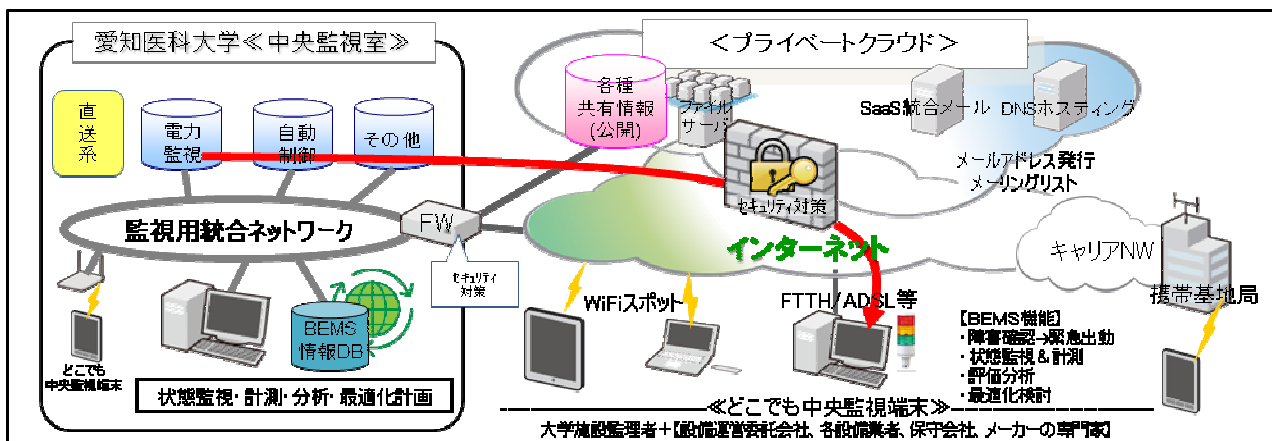 愛知医科大学≪中央監視室≫
＜プライベートクラウド＞
直
送
系
電力
監視
自動
制御
その他
各種
共有情報
(公開)
ファイル
サーバ
SaaS統合メール
DNSホスティング
メールアドレス発行
メーリングリスト
セキュリティ対策
監視用統合ネットワーク
FW
セキュリティ
対策
インターネット
キャリアNW
携帯基地局
WiFiスポット
FTTH/ADSL等
BEMS
情報DB
どこでも
中央監視端末
状態監視・計測・分析・最適化計画
【BEMS機能】
・障害確認→緊急出動
・状態監視＆計測
・評価分析
・最適化検討
≪どこでも中央監視端末≫
大学施設監理者＋【設備運営委託会社、各設備業者、保守会社、メーカーの専門家】